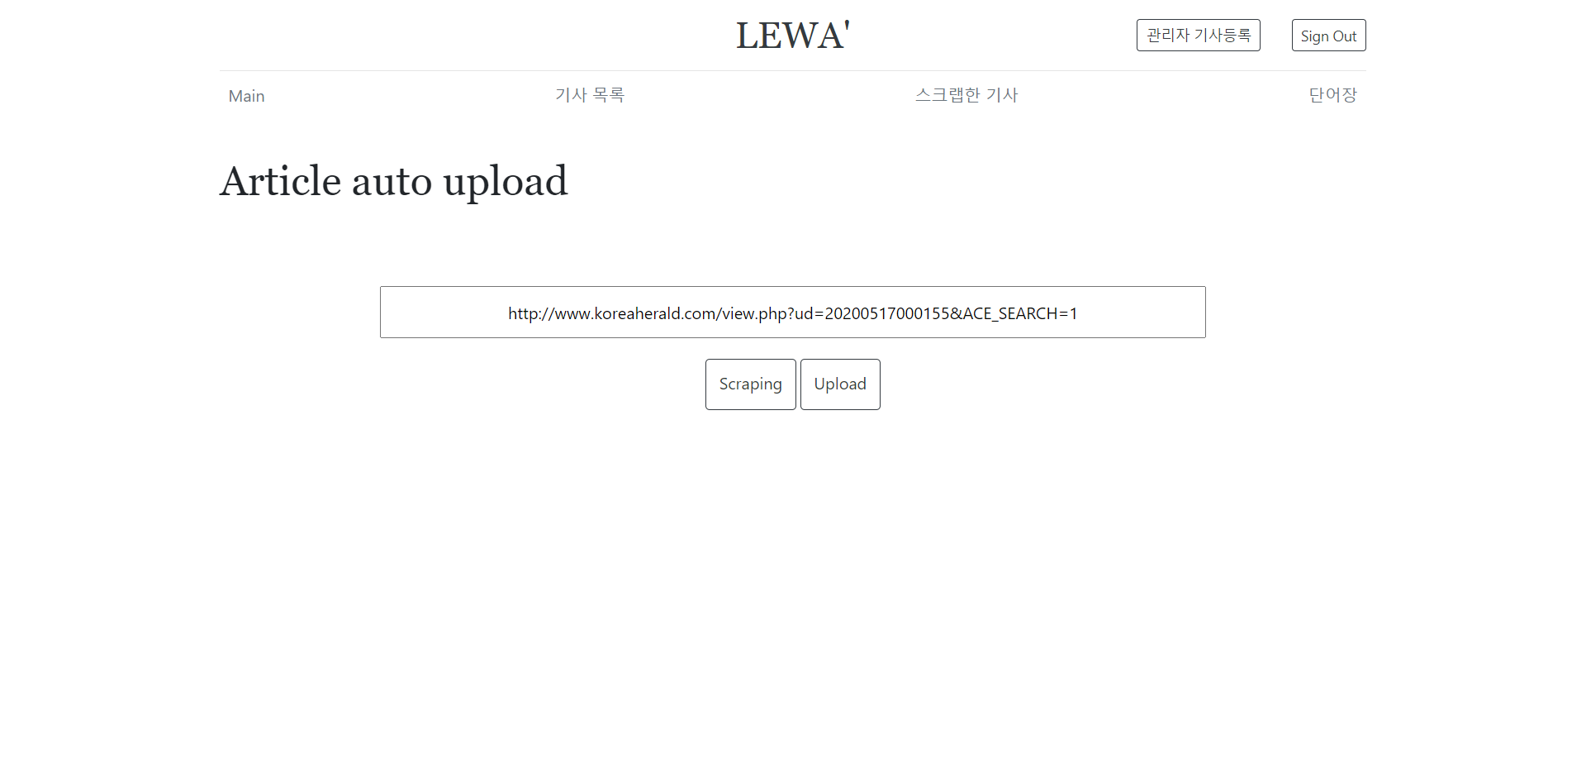 LEWA' 관리자 기사등록 Sign Out
Main 기사 목록 스크랩한 기사 단어장
Article auto upload
http://www.koreaherald.com/view.php?ud=20200517000155&ACE_SEARCH=1
Scraping Upload